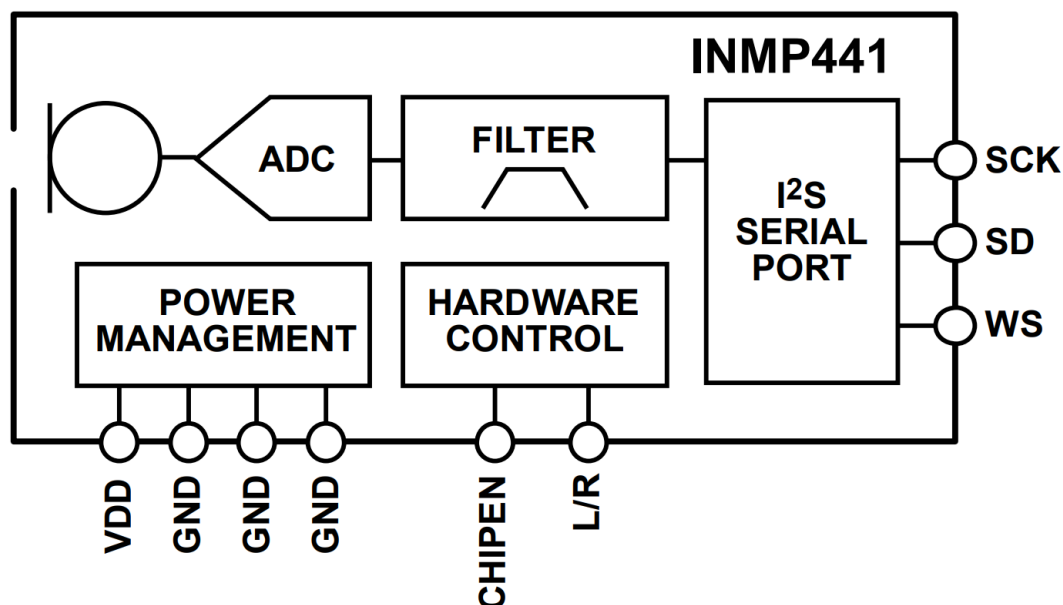 INMP441
ADC
FILTER
I²S
SERIAL
PORT
SCK
SD
WS
POWER
MANAGEMENT
HARDWARE
CONTROL
VDD
GND
GND
GND
CHIPEN
L/R